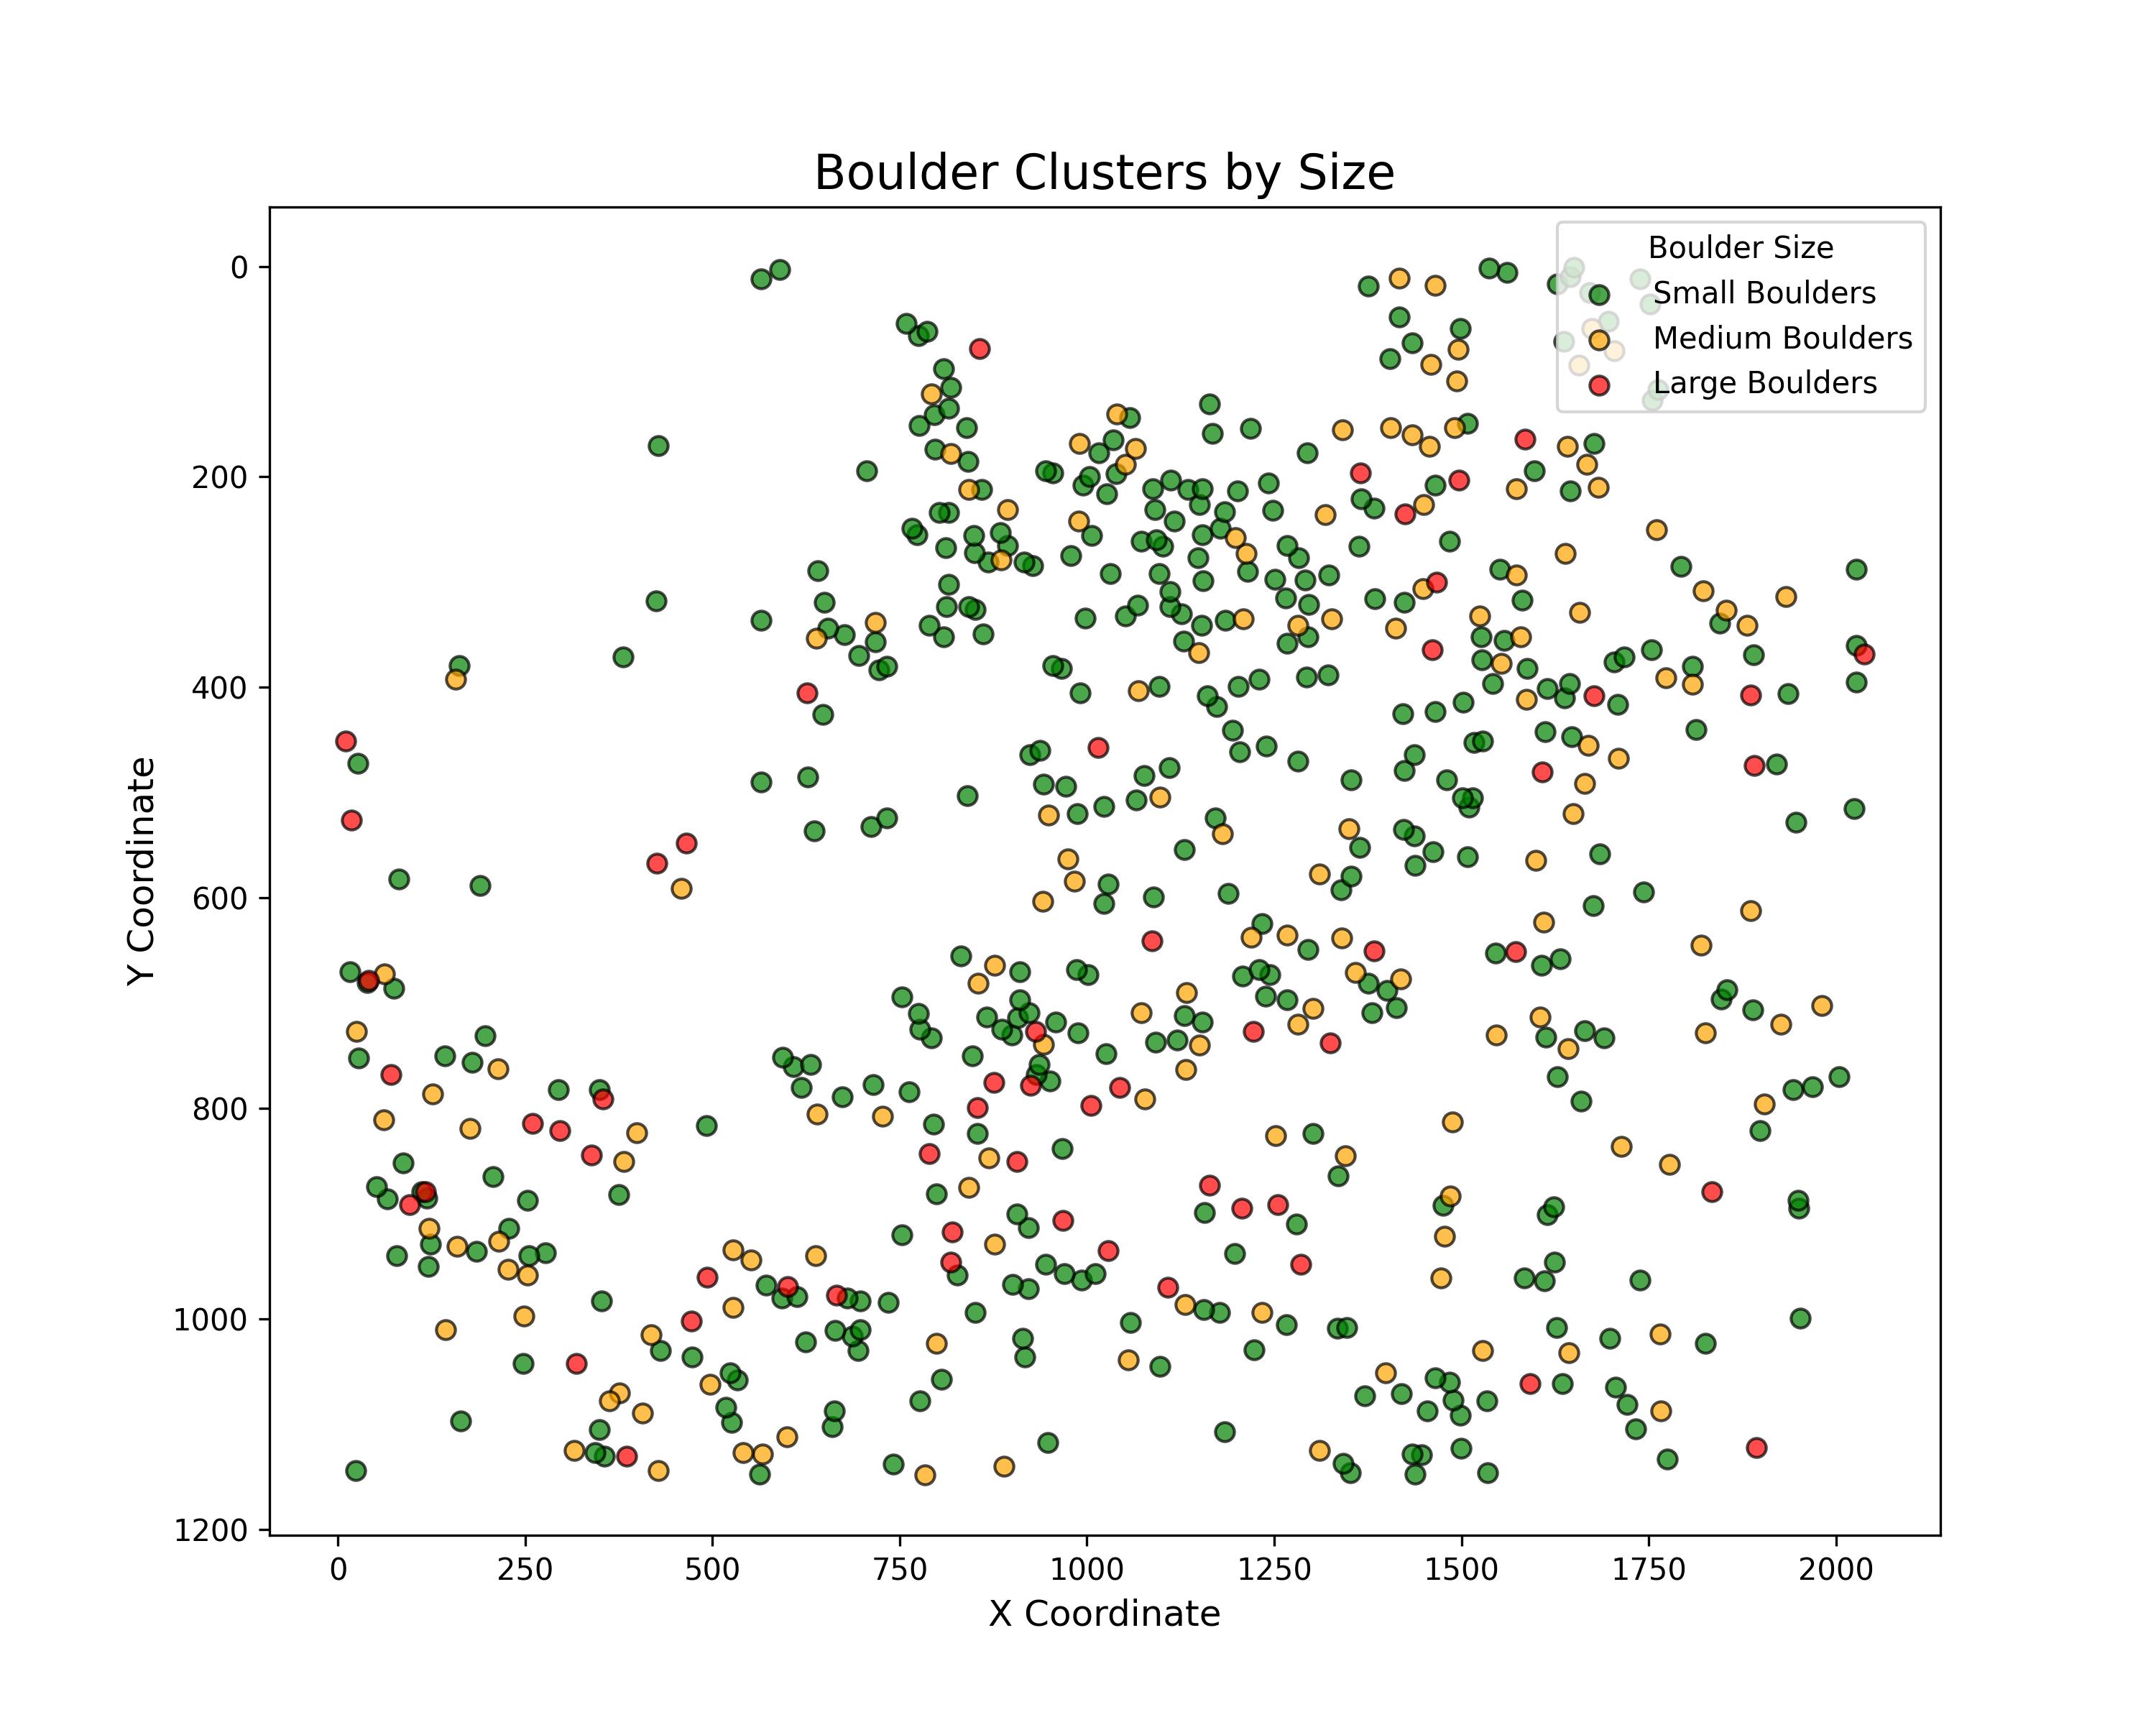 Boulder Clusters by Size
Boulder Size
Small Boulders
Medium Boulders
Large Boulders
0
200
400
600
800
1000
1200
Y Coordinate
0 250 500 750 1000 1250 1500 1750 2000
X Coordinate